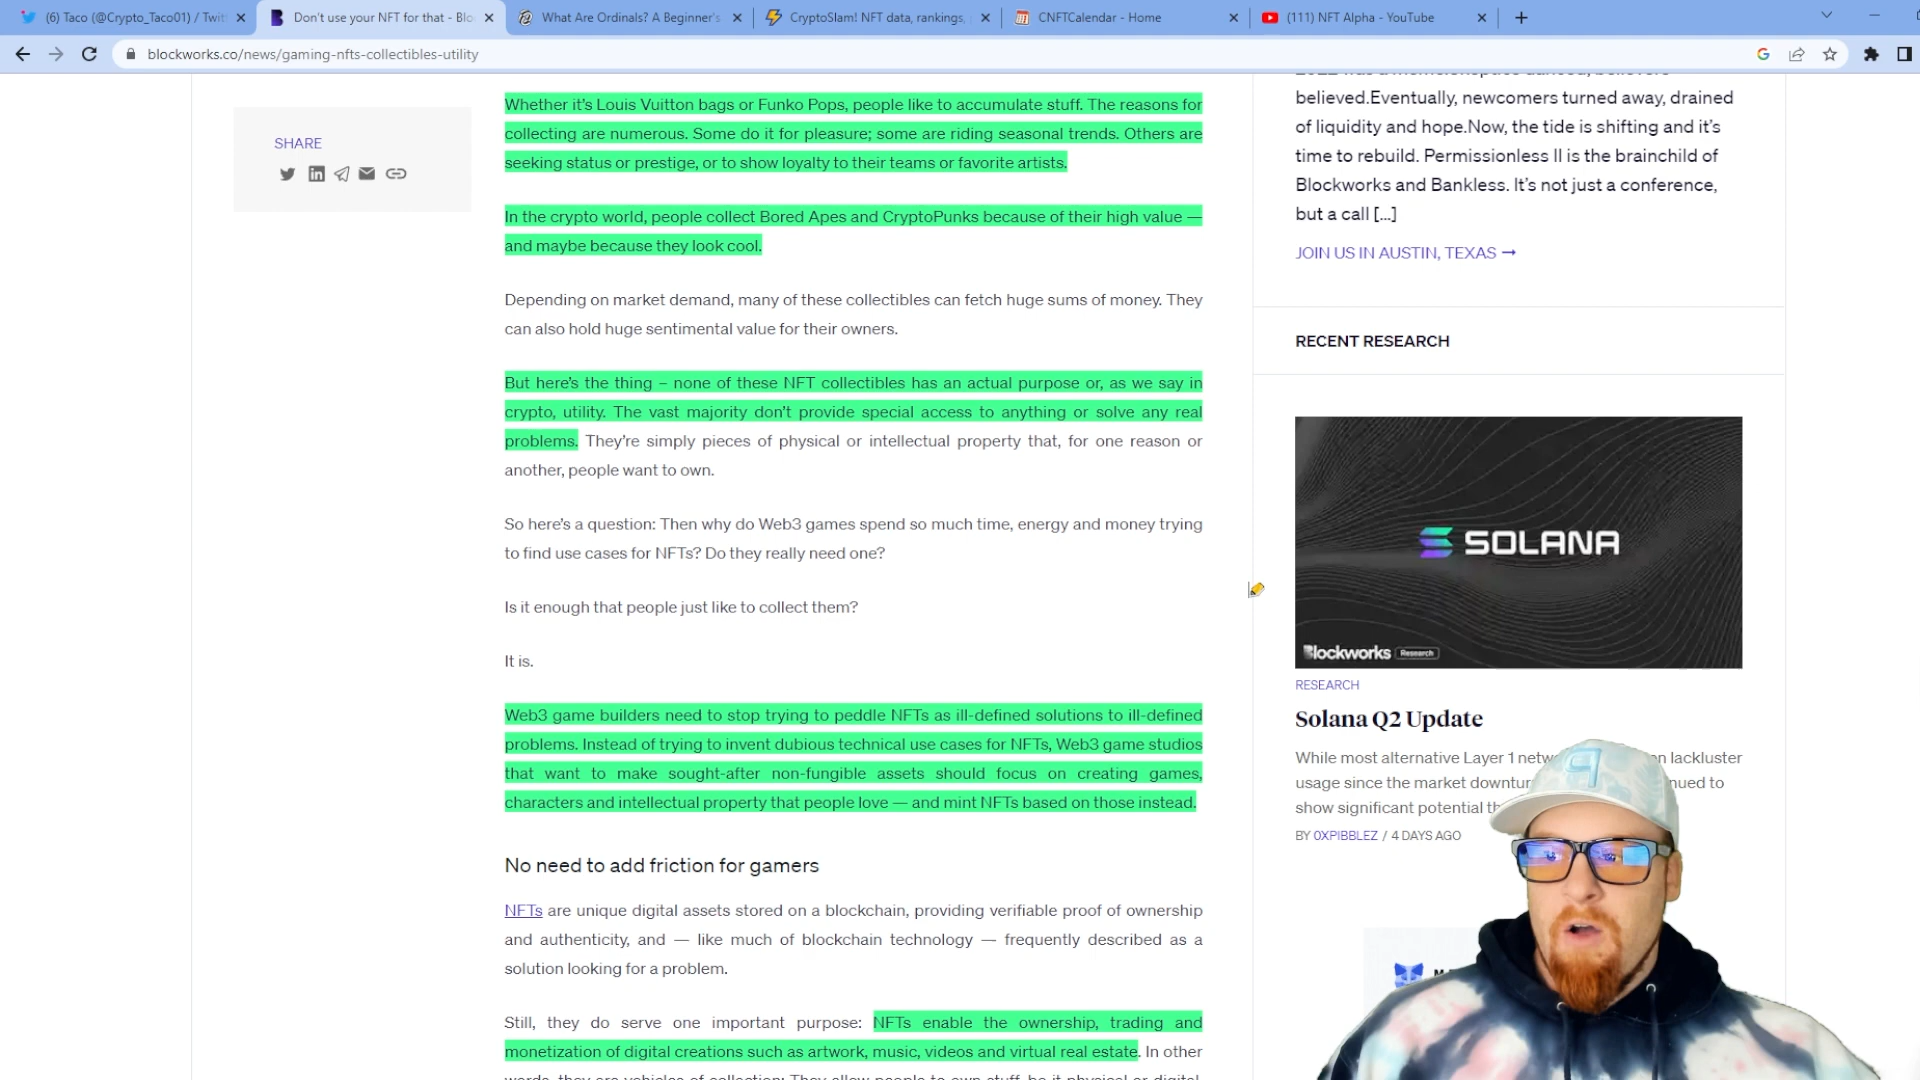 (6) Taco (@Crypto_Taco01) / Twit
Don't use your NFT for that - Blo
What Are Ordinals? A Beginner's
CryptoSlam! NFT data, rankings,
CNFTCalendar - Home
(111) NFT Alpha - YouTube
blockworks.co/news/gaming-nfts-collectibles-utility
SHARE
Whether it's Louis Vuitton bags or Funko Pops, people like to accumulate stuff. The reasons for
collecting are numerous. Some do it for pleasure; some are riding seasonal trends. Others are
seeking status or prestige, or to show loyalty to their teams or favorite artists.
In the crypto world, people collect Bored Apes and CryptoPunks because of their high value —
and maybe because they look cool.
Depending on market demand, many of these collectibles can fetch huge sums of money. They
can also hold huge sentimental value for their owners.
But here's the thing – none of these NFT collectibles has an actual purpose or, as we say in
crypto, utility. The vast majority don't provide special access to anything or solve any real
problems. They're simply pieces of physical or intellectual property that, for one reason or
another, people want to own.
So here's a question: Then why do Web3 games spend so much time, energy and money trying
to find use cases for NFTs? Do they really need one?
Is it enough that people just like to collect them?
It is.
Web3 game builders need to stop trying to peddle NFTs as ill-defined solutions to ill-defined
problems. Instead of trying to invent dubious technical use cases for NFTs, Web3 game studios
that want to make sought-after non-fungible assets should focus on creating games,
characters and intellectual property that people love — and mint NFTs based on those instead.
No need to add friction for gamers
NFTs are unique digital assets stored on a blockchain, providing verifiable proof of ownership
and authenticity, and — like much of blockchain technology — frequently described as a
solution looking for a problem.
Still, they do serve one important purpose: NFTs enable the ownership, trading and
monetization of digital creations such as artwork, music, videos and virtual real estate. In other
words, they are vehicles of collection: They allow people to own stuff, be it physical or digital
believed.Eventually, newcomers turned away, drained
of liquidity and hope.Now, the tide is shifting and it's
time to rebuild. Permissionless II is the brainchild of
Blockworks and Bankless. It's not just a conference,
but a call [...]
JOIN US IN AUSTIN, TEXAS →
RECENT RESEARCH
SOLANA
Blockworks Research
RESEARCH
Solana Q2 Update
While most alternative Layer 1 lackluster
usage since the market
show significant potential
BY 0XPIBBLEZ / 4 DAYS AGO